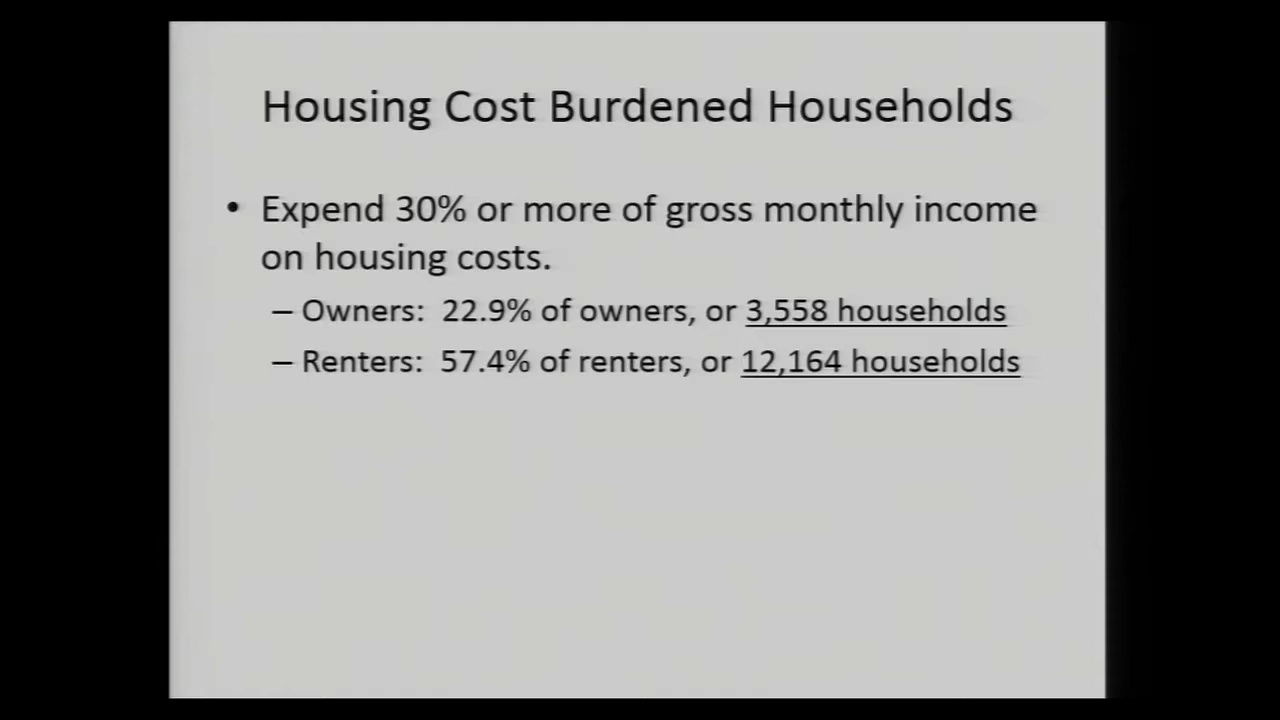 Housing Cost Burdened Households
• Expend 30% or more of gross monthly income
on housing costs.
– Owners: 22.9% of owners, or 3,558 households
– Renters: 57.4% of renters, or 12,164 households